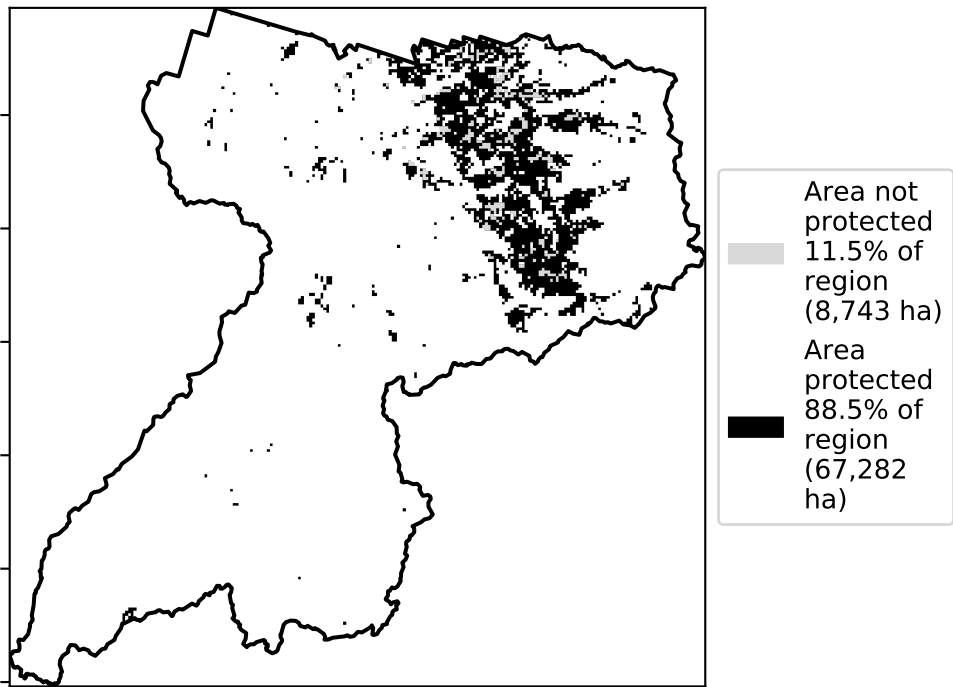 Area not
protected
11.5% of
region
(8,743 ha)
Area
protected
88.5% of
region
(67,282
ha)